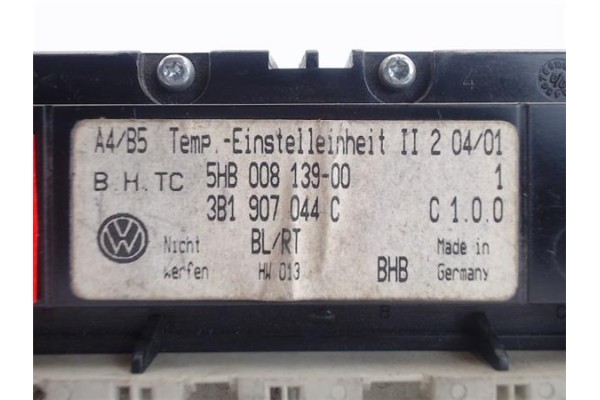 A4/B5 Temp.-Einstelleinheit II 2 04/01
B.H.TC 5HB 008 139-00 1
3B1 907 044 C C 1.0.0
Nicht BL/RT Made in
werfen HW 013 BHB Germany